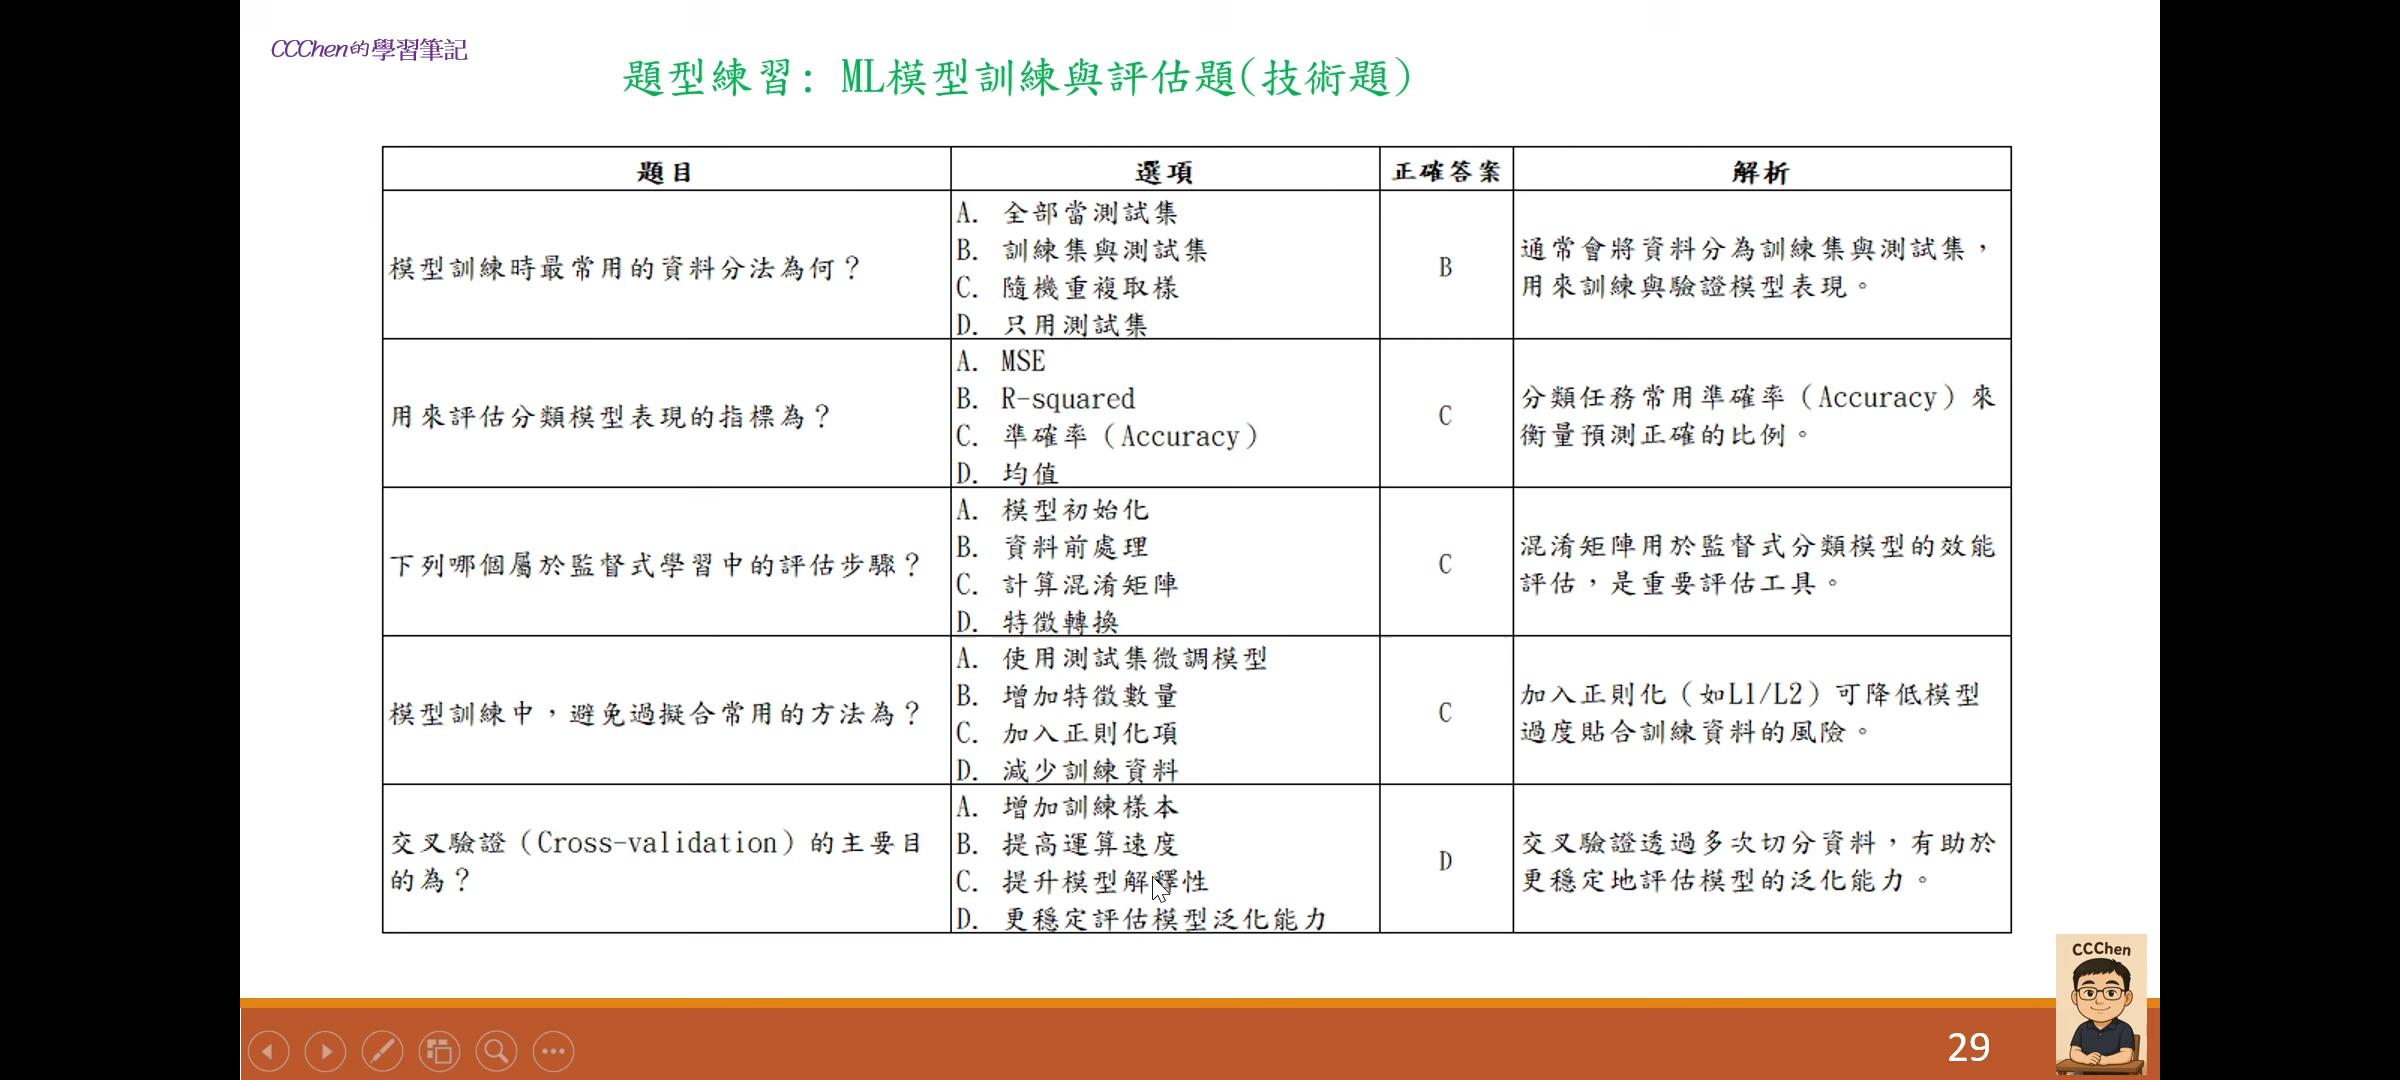 CCChen的學習筆記
題型練習: ML模型訓練與評估題(技術題)
題目
選項
正確答案
解析
模型訓練時最常用的資料分法為何？
A. 全部當測試集
B. 訓練集與測試集
C. 隨機重複取樣
D. 只用測試集
B
通常會將資料分為訓練集與測試集，
用來訓練與驗證模型表現。
用來評估分類模型表現的指標為？
A. MSE
B. R-squared
C. 準確率（Accuracy）
D. 均值
C
分類任務常用準確率（Accuracy）來
衡量預測正確的比例。
下列哪個屬於監督式學習中的評估步驟？
A. 模型初始化
B. 資料前處理
C. 計算混淆矩陣
D. 特徵轉換
C
混淆矩陣用於監督式分類模型的效能
評估，是重要評估工具。
模型訓練中，避免過擬合常用的方法為？
A. 使用測試集微調模型
B. 增加特徵數量
C. 加入正則化項
D. 減少訓練資料
C
加入正則化（如L1/L2）可降低模型
過度貼合訓練資料的風險。
交叉驗證（Cross-validation）的主要目
的為？
A. 增加訓練樣本
B. 提高運算速度
C. 提升模型解釋性
D. 更穩定評估模型泛化能力
D
交叉驗證透過多次切分資料，有助於
更穩定地評估模型的泛化能力。
CCChen
29